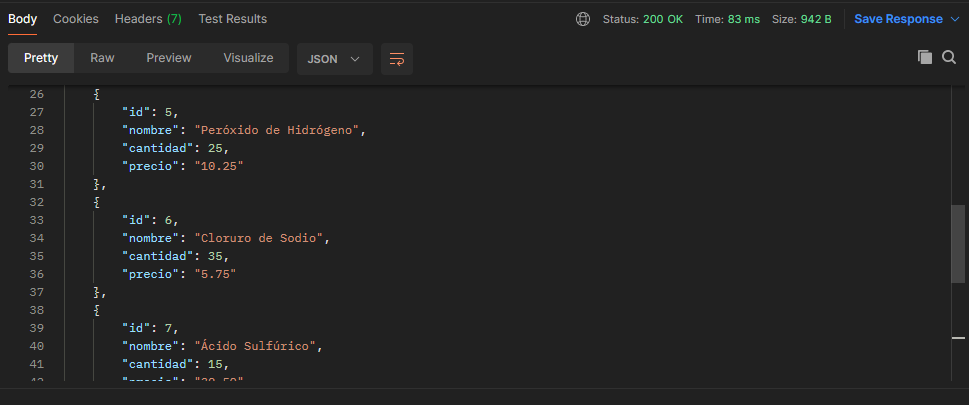 Body Cookies Headers (7) Test Results Status: 200 OK Time: 83 ms Size: 942 B Save Response
Pretty Raw Preview Visualize JSON
26 {
27 "id": 5,
28 "nombre": "Peróxido de Hidrógeno",
29 "cantidad": 25,
30 "precio": "10.25"
31 },
32 {
33 "id": 6,
34 "nombre": "Cloruro de Sodio",
35 "cantidad": 35,
36 "precio": "5.75"
37 },
38 {
39 "id": 7,
40 "nombre": "Ácido Sulfúrico",
41 "cantidad": 15,
42 "precio":